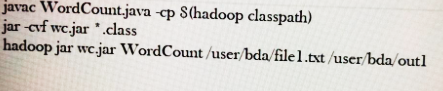 javac WordCount.java -cp $(hadoop classpath)
jar -cvf wc.jar *.class
hadoop jar wc.jar WordCount /user/bda/file1.txt /user/bda/out1